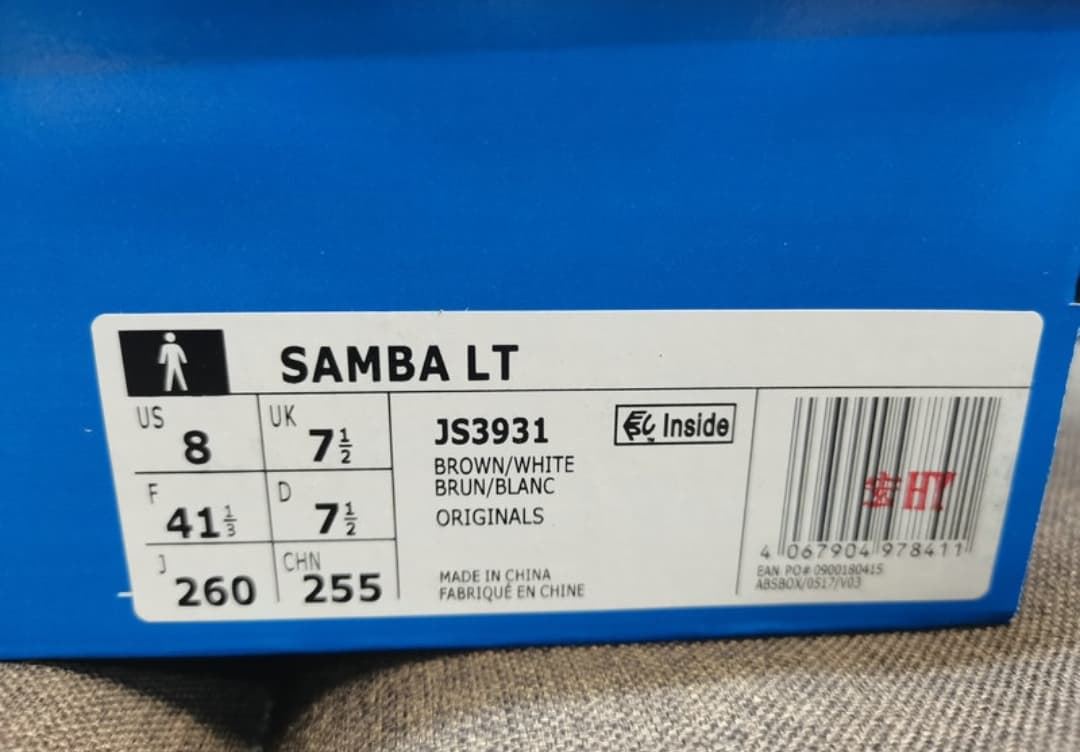 SAMBA LT
US 8
UK 7½
F 41⅓
D 7½
J 260
CHN 255
JS3931
BROWN/WHITE
BRUN/BLANC
ORIGINALS
MADE IN CHINA
FABRIQUÉ EN CHINE
Inside
HY
4 067904 978411
EAN PO# 0900180415
ABSBOX/0517/V03